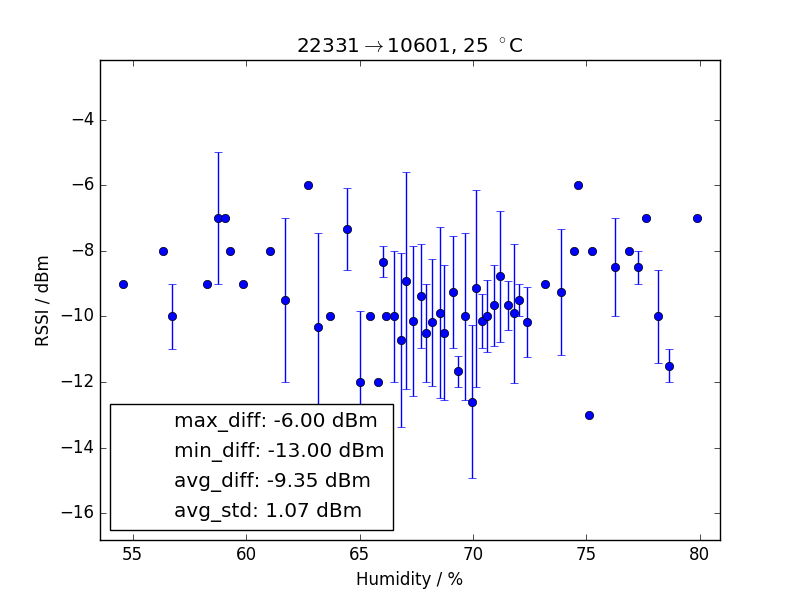 22331→10601, 25 °C
−4
−6
−8
−10
−12
−14
−16
RSSI / dBm
max_diff: -6.00 dBm
min_diff: -13.00 dBm
avg_diff: -9.35 dBm
avg_std: 1.07 dBm
55 60 65 70 75 80
Humidity / %